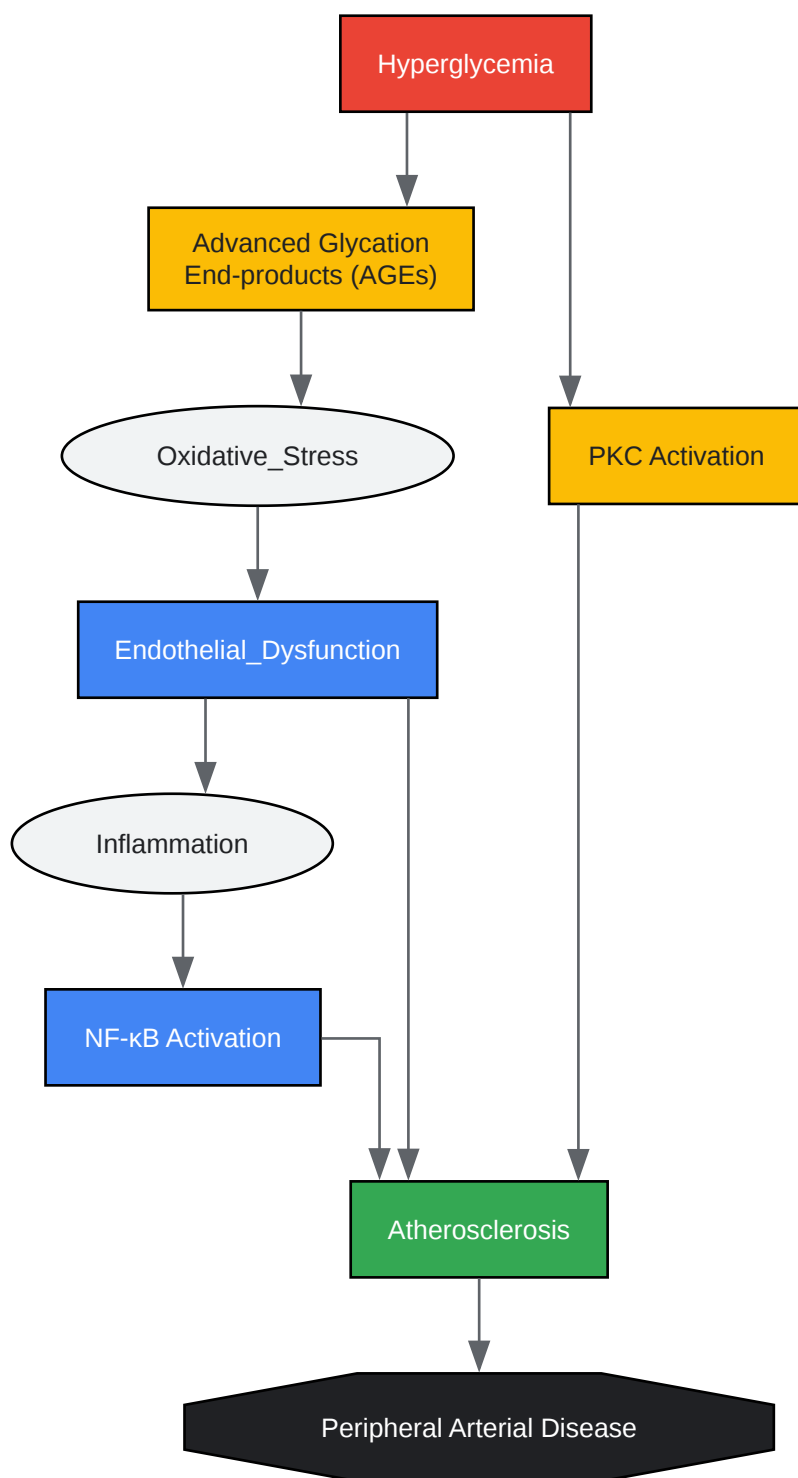 Hyperglycemia
Advanced Glycation
End-products (AGEs)
Oxidative_Stress
PKC Activation
Endothelial_Dysfunction
Inflammation
NF-κB Activation
Atherosclerosis
Peripheral Arterial Disease